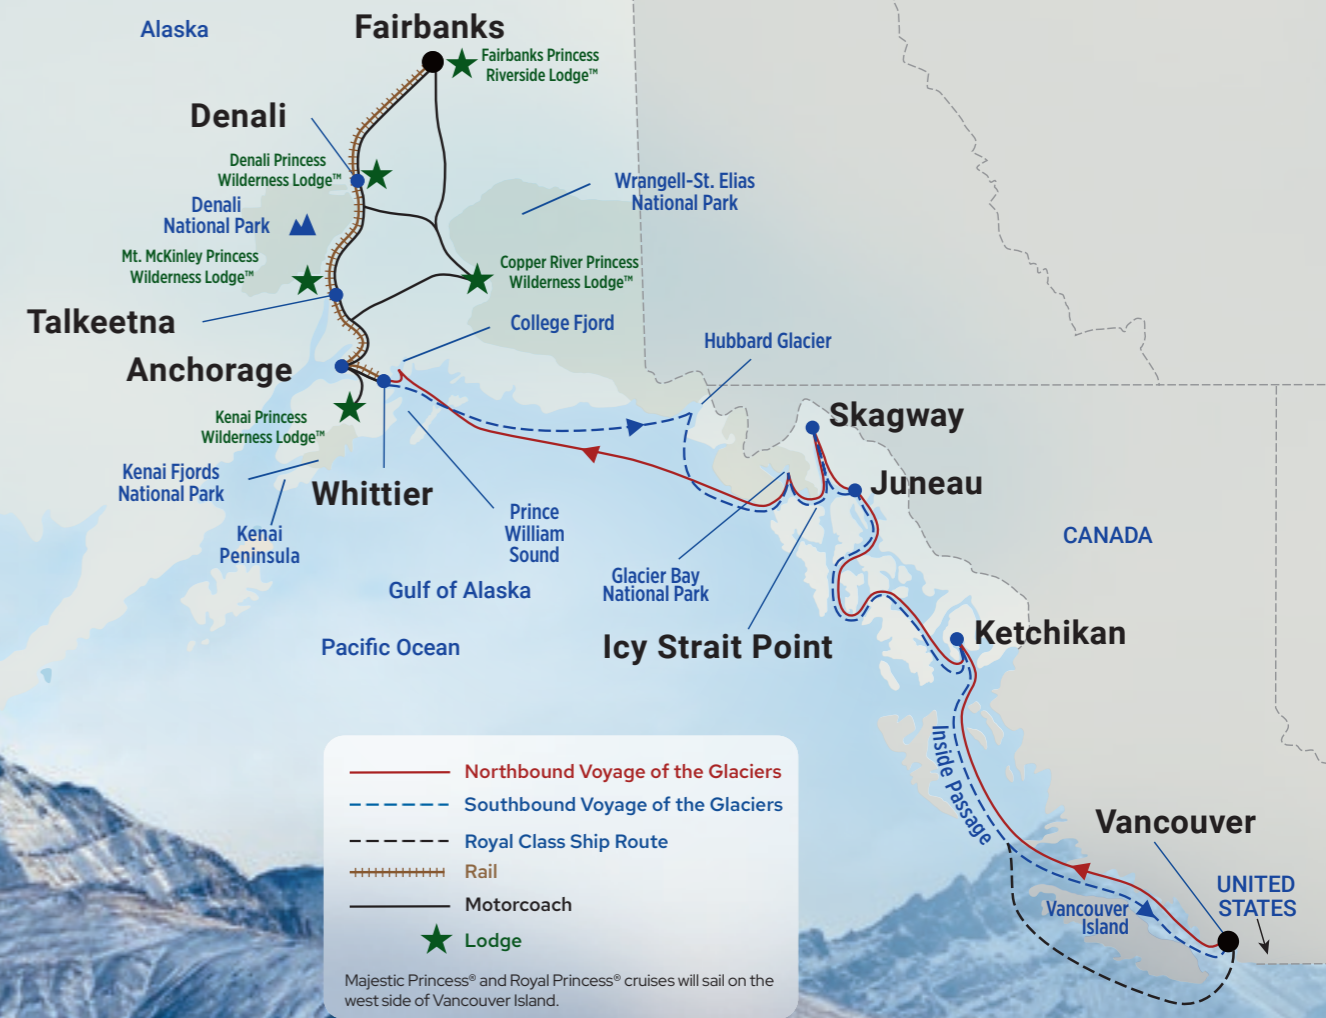 Alaska
Fairbanks
Fairbanks Princess
Riverside Lodge™
Denali
Denali Princess
Wilderness Lodge™
Denali
National Park
Wrangell-St. Elias
National Park
Mt. McKinley Princess
Wilderness Lodge™
Copper River Princess
Wilderness Lodge™
Talkeetna
College Fjord
Hubbard Glacier
Anchorage
Kenai Princess
Wilderness Lodge™
Skagway
Kenai Fjords
National Park
Whittier
Juneau
Prince
William
Sound
Kenai
Peninsula
CANADA
Gulf of Alaska
Glacier Bay
National Park
Pacific Ocean
Icy Strait Point
Ketchikan
Inside Passage
Vancouver
UNITED
STATES
Vancouver
Island
Northbound Voyage of the Glaciers
Southbound Voyage of the Glaciers
Royal Class Ship Route
Rail
Motorcoach
Lodge
Majestic Princess® and Royal Princess® cruises will sail on the
west side of Vancouver Island.